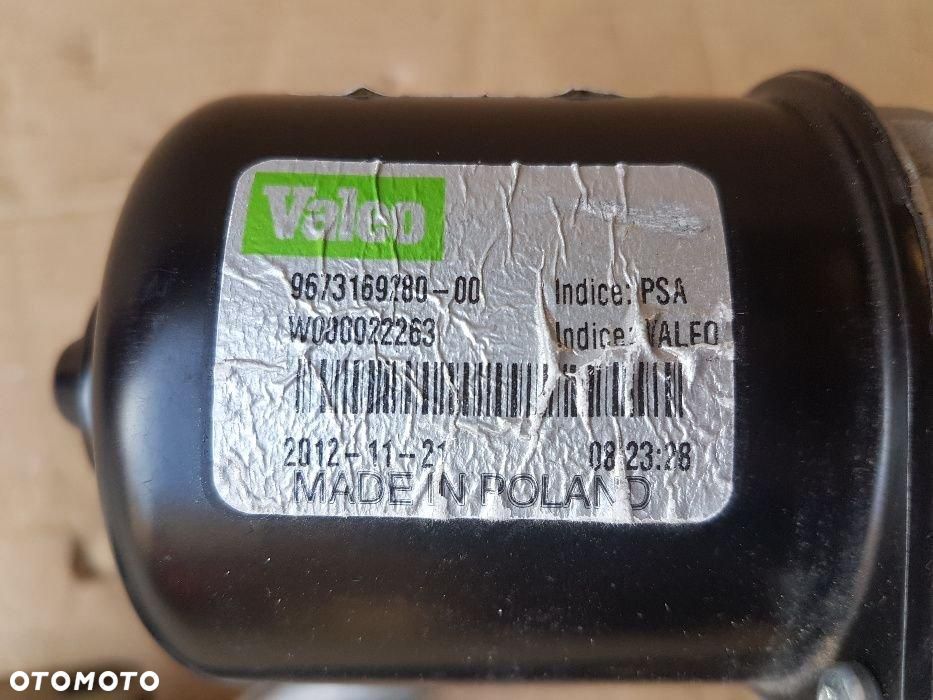 Valeo
9673169280-00 Indice: PSA
W000022263 Indice: VALEO
2012-11-21 08:23:28
MADE IN POLAND
OTOMOTO